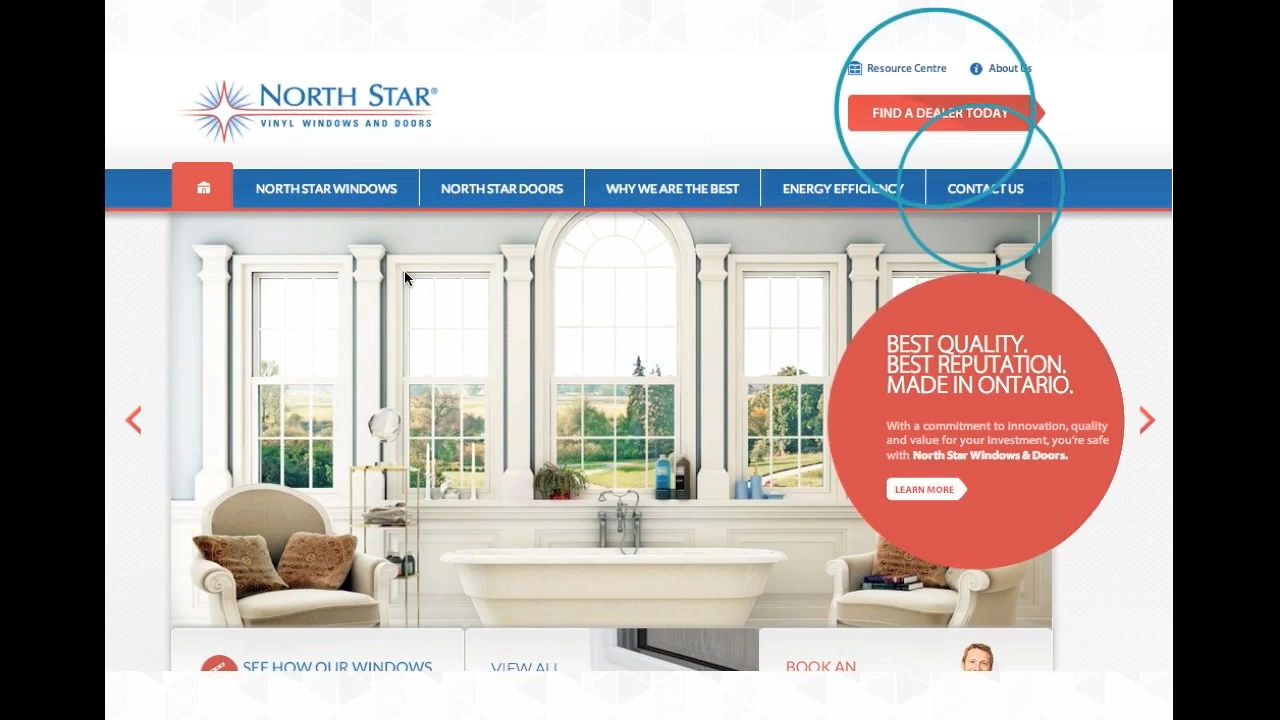 Resource Centre
About Us
NORTH STAR®
VINYL WINDOWS AND DOORS
FIND A DEALER TODAY
NORTH STAR WINDOWS
NORTH STAR DOORS
WHY WE ARE THE BEST
ENERGY EFFICIENCY
CONTACT US
BEST QUALITY.
BEST REPUTATION.
MADE IN ONTARIO.
With a commitment to innovation, quality
and value for your investment, you're safe
with North Star Windows & Doors.
LEARN MORE
SEE HOW OUR WINDOWS
VIEW ALL
BOOK AN